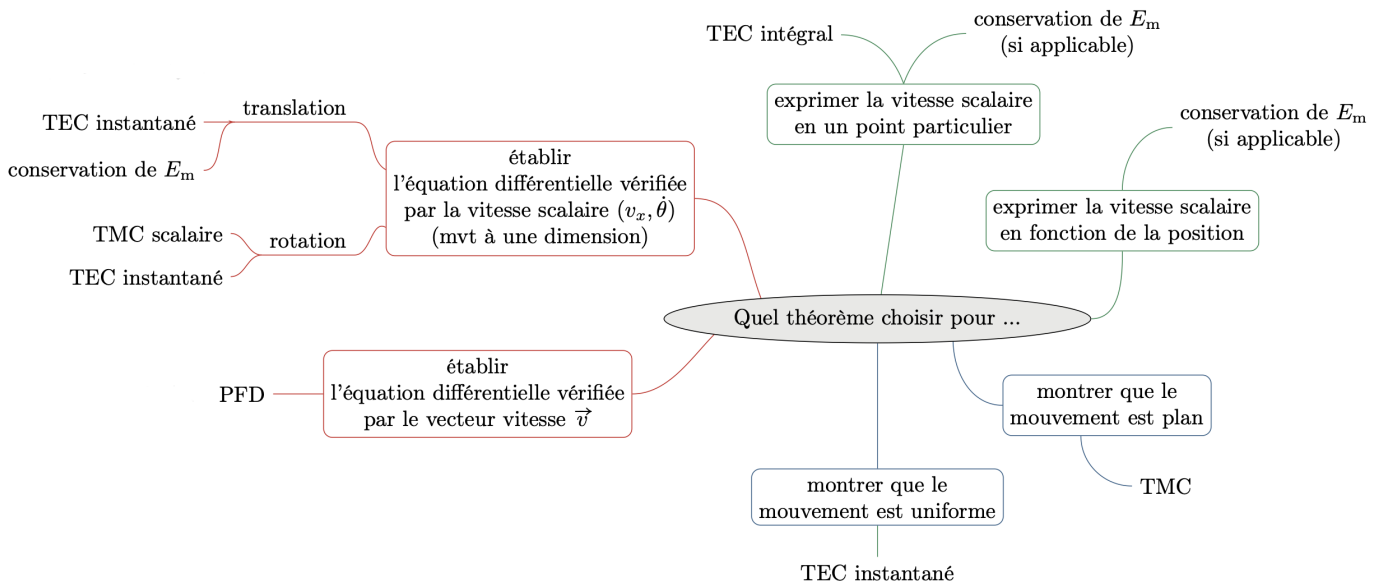 TEC intégral
conservation de $E_{\mathrm{m}}$
(si applicable)
exprimer la vitesse scalaire
en un point particulier
conservation de $E_{\mathrm{m}}$
(si applicable)
exprimer la vitesse scalaire
en fonction de la position
translation
TEC instantané
conservation de $E_{\mathrm{m}}$
établir
l'équation différentielle vérifiée
par la vitesse scalaire $(v_x, \dot{\theta})$
(mvt à une dimension)
TMC scalaire
rotation
TEC instantané
Quel théorème choisir pour ...
établir
l'équation différentielle vérifiée
par le vecteur vitesse $\overrightarrow{v}$
PFD
montrer que le
mouvement est plan
TMC
montrer que le
mouvement est uniforme
TEC instantané